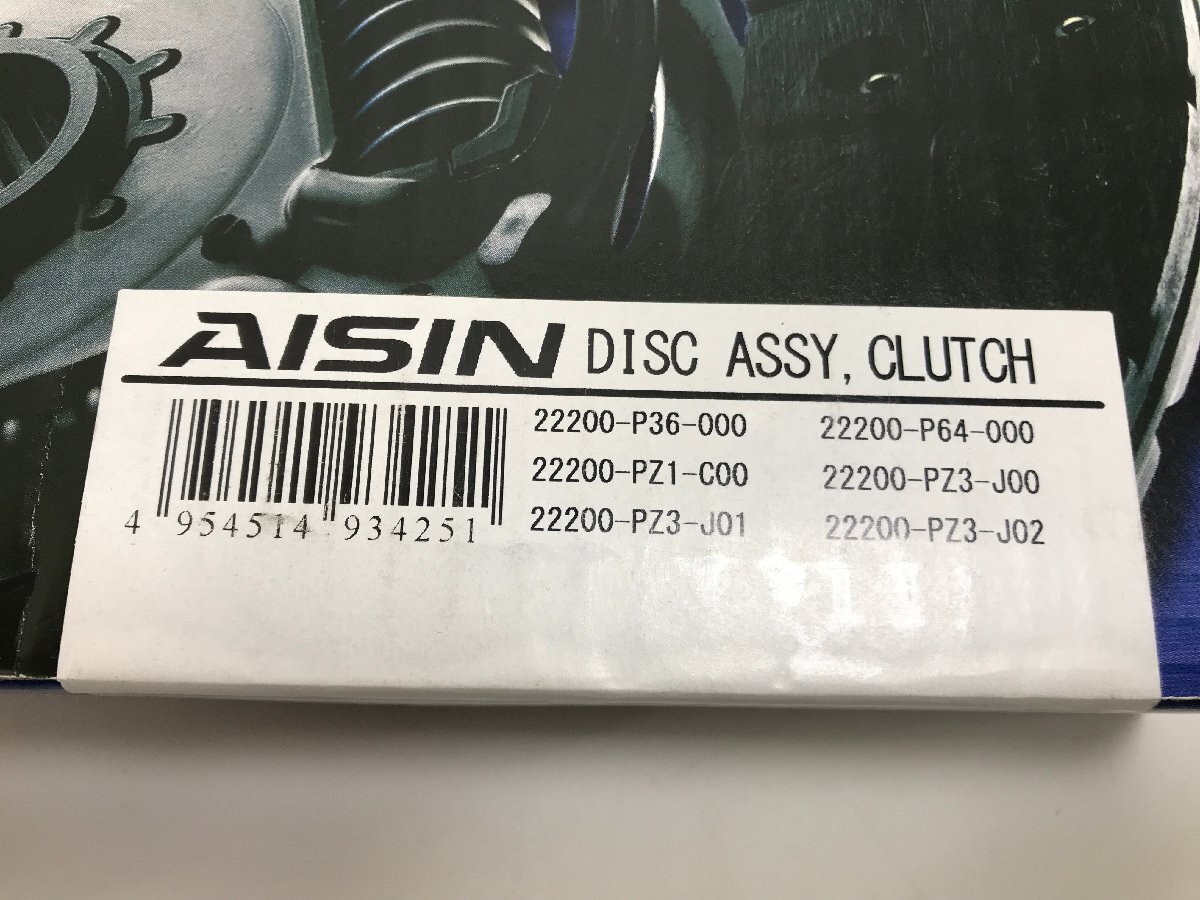 AISIN DISC ASSY, CLUTCH
22200-P36-000 22200-P64-000
22200-PZ1-C00 22200-PZ3-J00
22200-PZ3-J01 22200-PZ3-J02
4 954514 934251